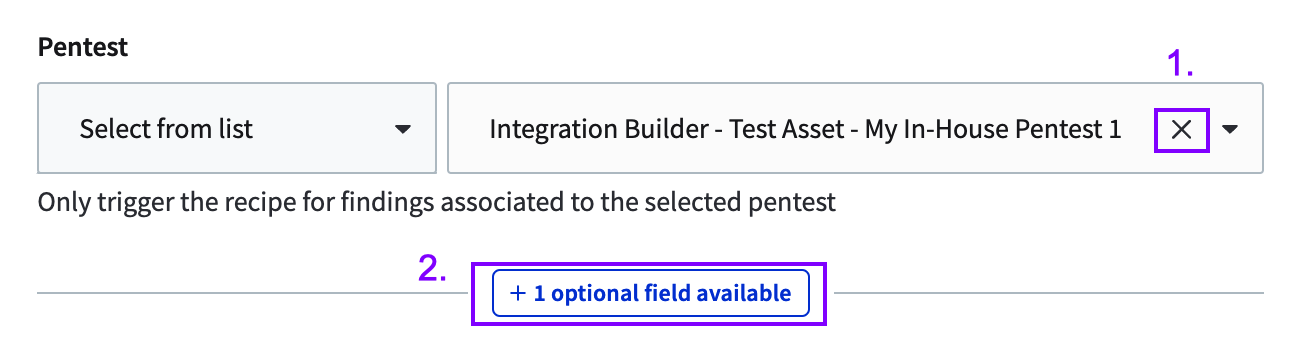 Pentest
1.
Select from list
Integration Builder - Test Asset - My In-House Pentest 1
Only trigger the recipe for findings associated to the selected pentest
2.
+ 1 optional field available